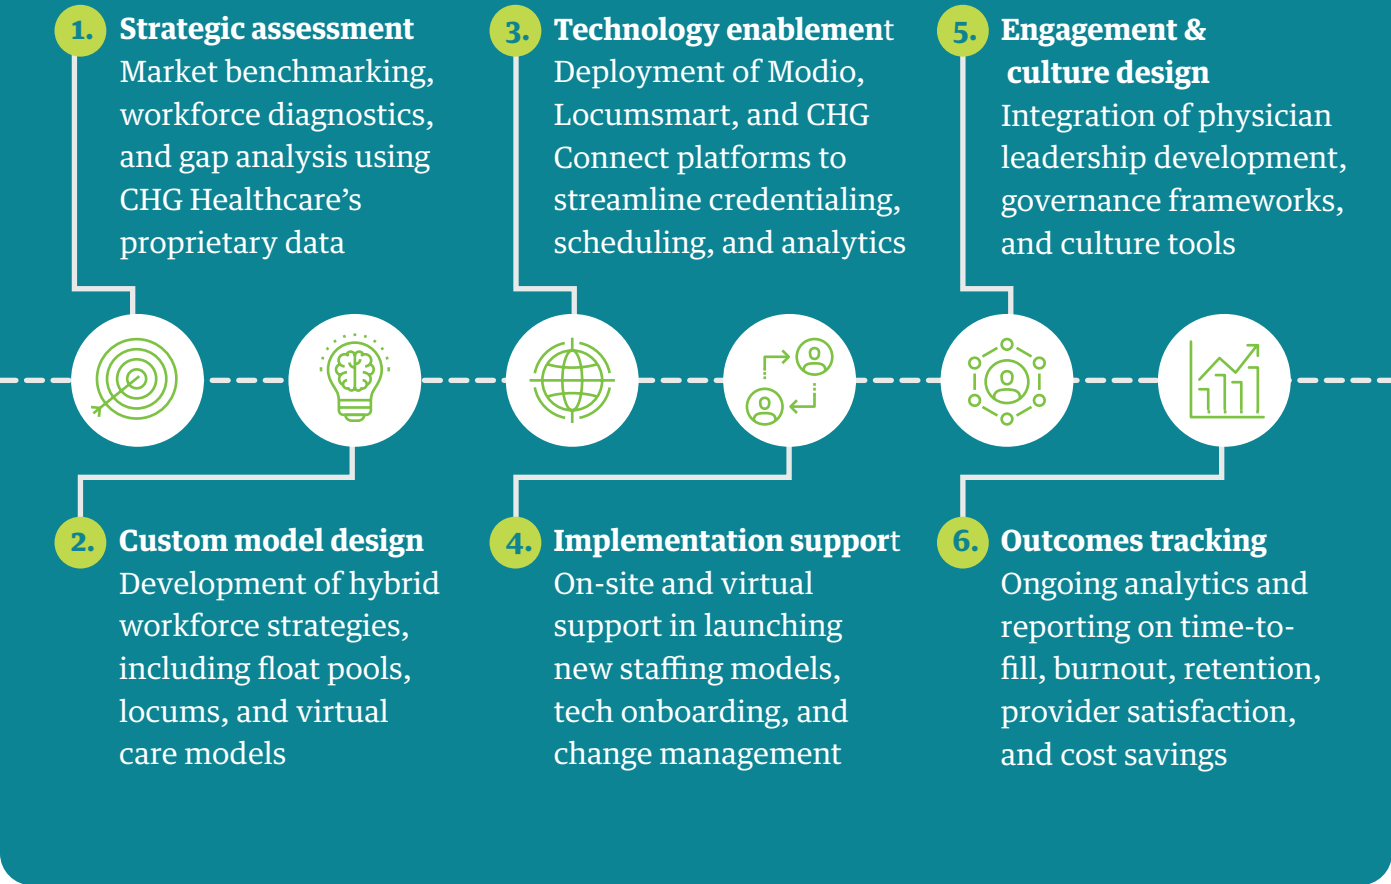 1. Strategic assessment
Market benchmarking,
workforce diagnostics,
and gap analysis using
CHG Healthcare’s
proprietary data
2. Custom model design
Development of hybrid
workforce strategies,
including float pools,
locums, and virtual
care models
3. Technology enablement
Deployment of Modio,
Locumsmart, and CHG
Connect platforms to
streamline credentialing,
scheduling, and analytics
4. Implementation support
On-site and virtual
support in launching
new staffing models,
tech onboarding, and
change management
5. Engagement &
culture design
Integration of physician
leadership development,
governance frameworks,
and culture tools
6. Outcomes tracking
Ongoing analytics and
reporting on time-to-
fill, burnout, retention,
provider satisfaction,
and cost savings